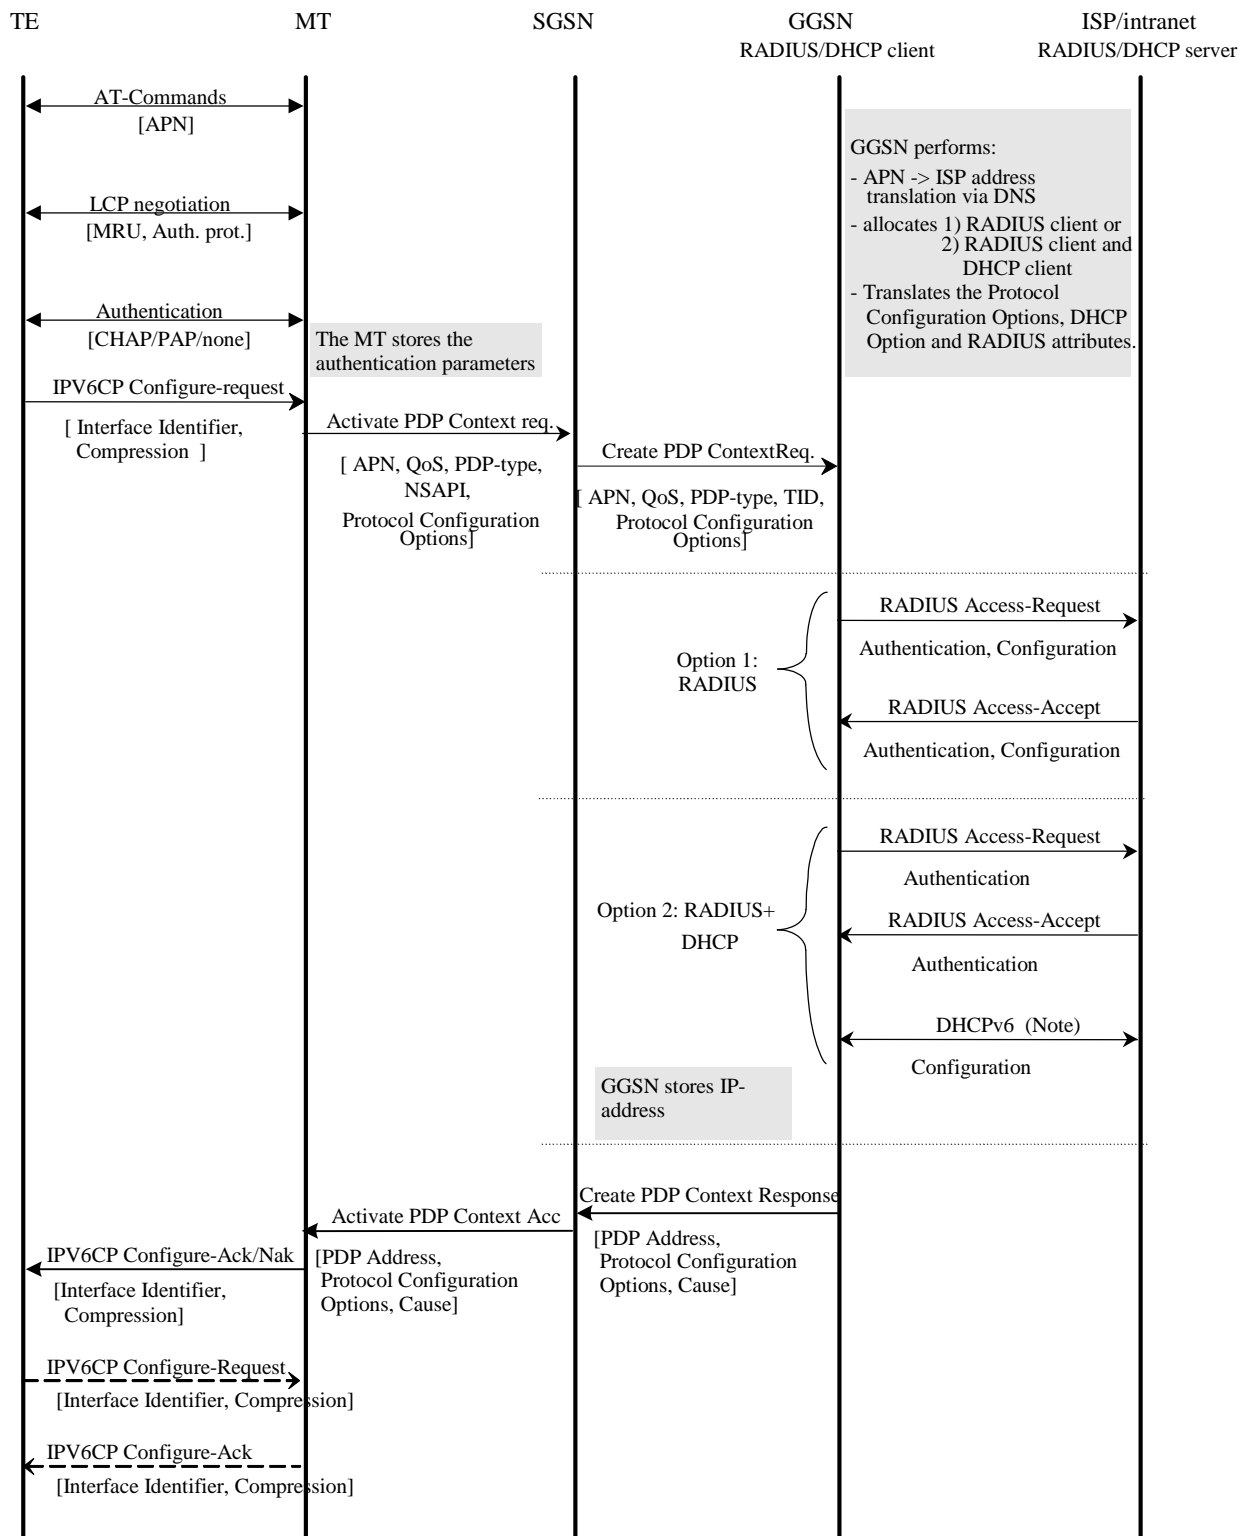 TE MT SGSN GGSN ISP/intranet
RADIUS/DHCP client RADIUS/DHCP server
AT-Commands
[APN]
GGSN performs:
- APN -> ISP address
translation via DNS
- allocates 1) RADIUS client or
2) RADIUS client and
DHCP client
- Translates the Protocol
Configuration Options, DHCP
Option and RADIUS attributes.
LCP negotiation
[MRU, Auth. prot.]
Authentication
[CHAP/PAP/none]
The MT stores the
authentication parameters
IPV6CP Configure-request
[ Interface Identifier,
Compression ]
Activate PDP Context req.
[ APN, QoS, PDP-type,
NSAPI,
Protocol Configuration
Options]
Create PDP ContextReq.
[ APN, QoS, PDP-type, TID,
Protocol Configuration
Options]
RADIUS Access-Request
Authentication, Configuration
Option 1:
RADIUS
RADIUS Access-Accept
Authentication, Configuration
RADIUS Access-Request
Authentication
Option 2: RADIUS+
DHCP
RADIUS Access-Accept
Authentication
DHCPv6 (Note)
Configuration
GGSN stores IP-
address
Create PDP Context Response
[PDP Address,
Protocol Configuration
Options, Cause]
Activate PDP Context Acc
[PDP Address,
Protocol Configuration
Options, Cause]
IPV6CP Configure-Ack/Nak
[Interface Identifier,
Compression]
IPV6CP Configure-Request
[Interface Identifier, Compression]
IPV6CP Configure-Ack
[Interface Identifier, Compression]